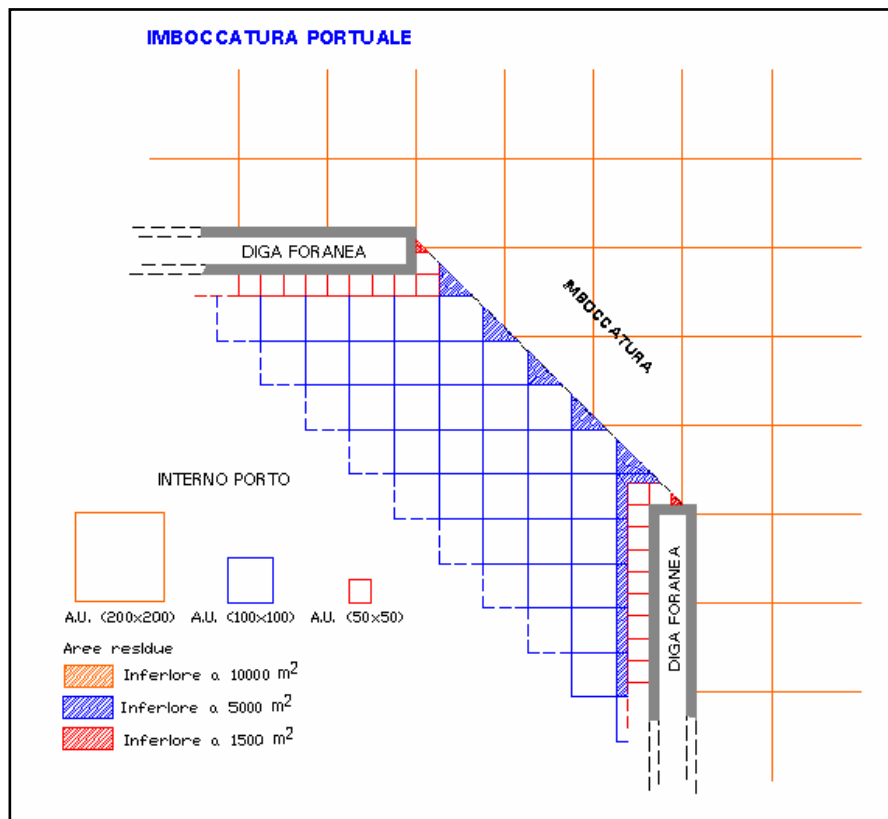 IMBOCCATURA PORTUALE
DIGA FORANEA
IMBOCCATURA
INTERNO PORTO
A.U. (200x200) A.U. (100x100) A.U. (50x50)
DIGA FORANEA
Aree residue
Inferiore a 10000 m²
Inferiore a 5000 m²
Inferiore a 1500 m²